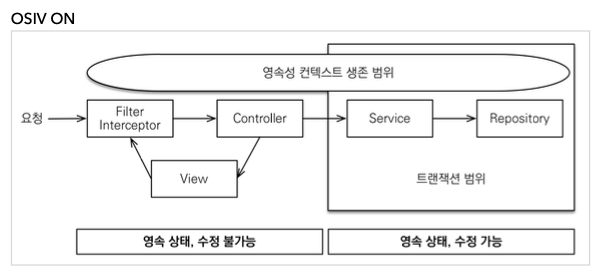 OSIV ON
영속성 컨텍스트 생존 범위
요청
Filter
Interceptor
Controller
Service
Repository
View
트랜잭션 범위
영속 상태, 수정 불가능
영속 상태, 수정 가능